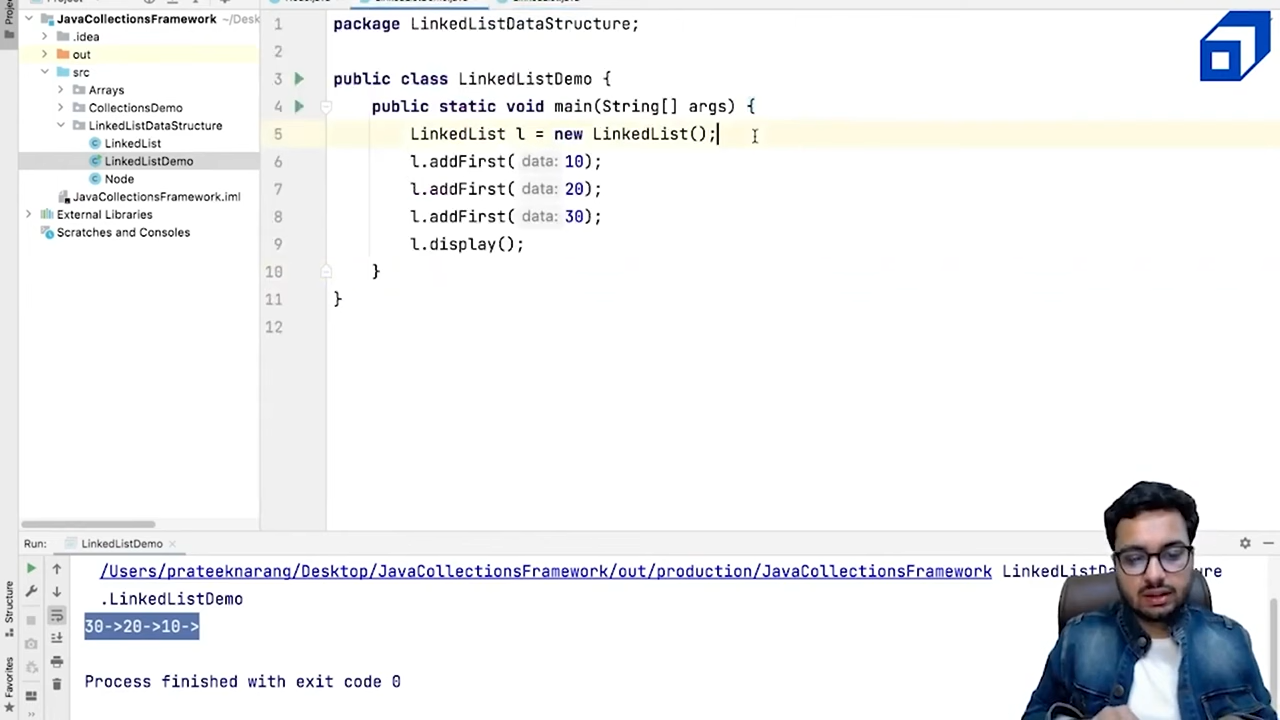 JavaCollectionsFramework ~/Desk
.idea
out
src
Arrays
CollectionsDemo
LinkedListDataStructure
LinkedList
LinkedListDemo
Node
JavaCollectionsFramework.iml
External Libraries
Scratches and Consoles
1 package LinkedListDataStructure;
2
3 public class LinkedListDemo {
4 public static void main(String[] args) {
5 LinkedList l = new LinkedList();
6 l.addFirst( data: 10);
7 l.addFirst( data: 20);
8 l.addFirst( data: 30);
9 l.display();
10 }
11 }
12
Run: LinkedListDemo
/Users/prateeknarang/Desktop/JavaCollectionsFramework/out/production/JavaCollectionsFramework
.LinkedListDemo
30->20->10->
Process finished with exit code 0
Structure
Favorites